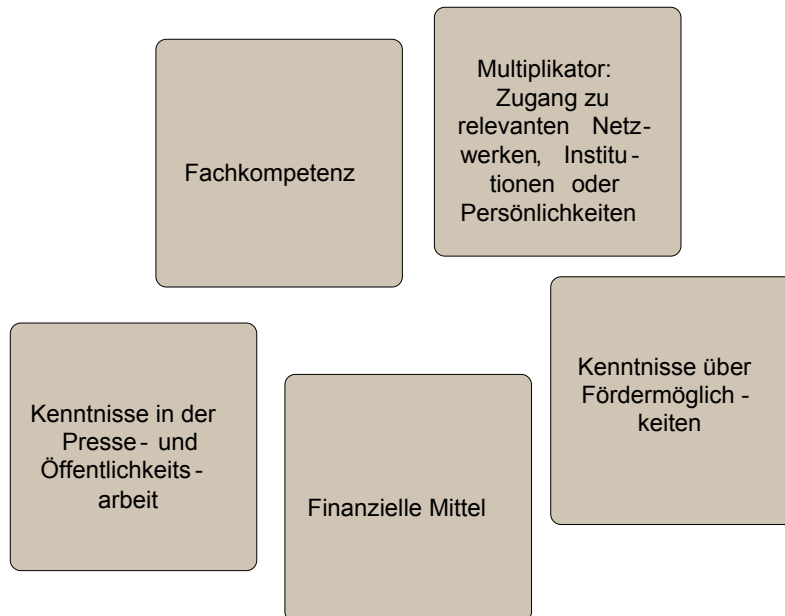 Fachkompetenz
Multiplikator:
Zugang zu
relevanten Netz-
werken, Institu-
tionen oder
Persönlichkeiten
Kenntnisse in der
Presse- und
Öffentlichkeits-
arbeit
Finanzielle Mittel
Kenntnisse über
Fördermöglich-
keiten